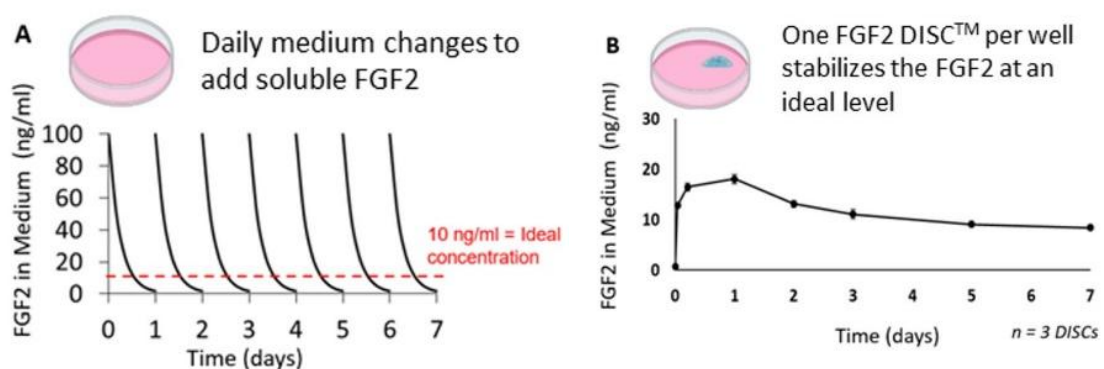 A
Daily medium changes to
add soluble FGF2
FGF2 in Medium (ng/ml)
100
80
60
40
20
0
10 ng/ml = Ideal
concentration
0 1 2 3 4 5 6 7
Time (days)
B
One FGF2 DISC™ per well
stabilizes the FGF2 at an
ideal level
FGF2 in Medium (ng/ml)
30
20
10
0
0 1 2 3 4 5 6 7
Time (days)
n = 3 DISCs